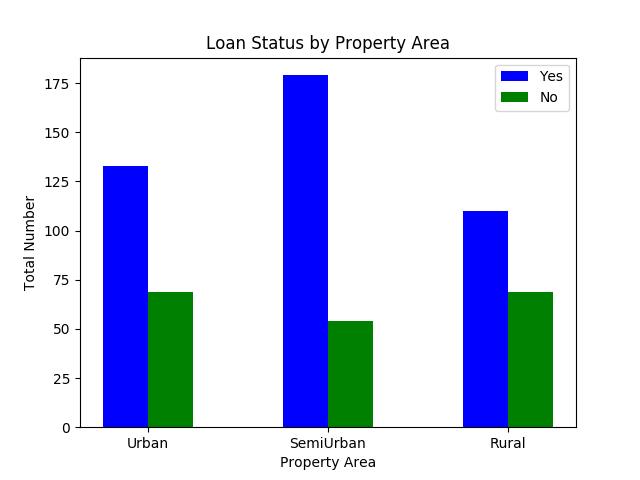 Loan Status by Property Area
Yes
No
175
150
125
100
75
50
25
0
Total Number
Urban
SemiUrban
Rural
Property Area